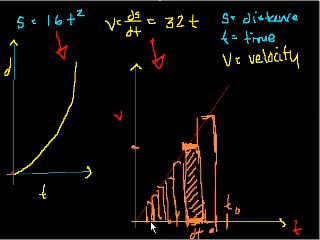 S = 16t² V = ds/dt = 32t S = distance
t = time
V = velocity
d
v
t
dt
t₀
t